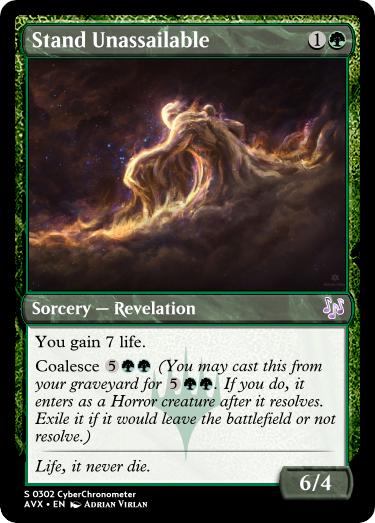 Stand Unassailable 1
Sorcery — Revelation
You gain 7 life.
Coalesce 5 (You may cast this from
your graveyard for 5. If you do, it
enters as a Horror creature after it resolves.
Exile it if it would leave the battlefield or not
resolve.)
Life, it never die.
6/4
S 0302 CyberChronometer
AVX • EN Adrian Virlan